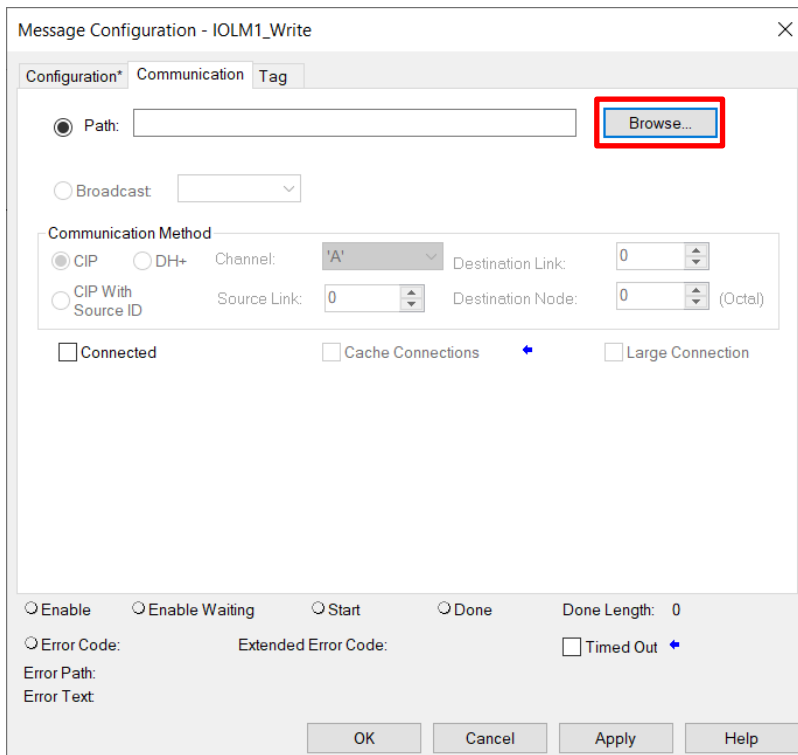 Message Configuration - IOLM1_Write
Configuration* Communication Tag
Path: Browse...
Broadcast:
Communication Method
CIP DH+ Channel: 'A' Destination Link: 0
CIP With Source ID Source Link: 0 Destination Node: 0 (Octal)
Connected Cache Connections Large Connection
Enable Enable Waiting Start Done Done Length: 0
Error Code: Extended Error Code: Timed Out
Error Path:
Error Text:
OK Cancel Apply Help